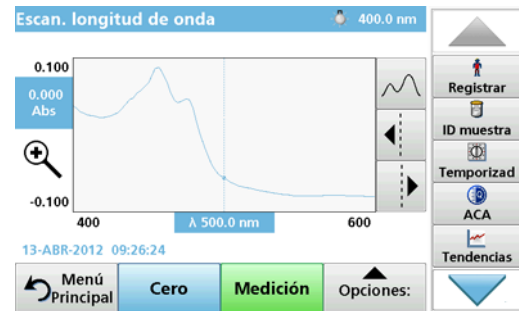 Escan. longitud de onda
400.0 nm
0.100
0.000
Abs
-0.100
400
λ 500.0 nm
600
13-ABR-2012 09:26:24
Menú
Principal
Cero
Medición
Opciones:
Registrar
ID muestra
Temporizad
ACA
Tendencias